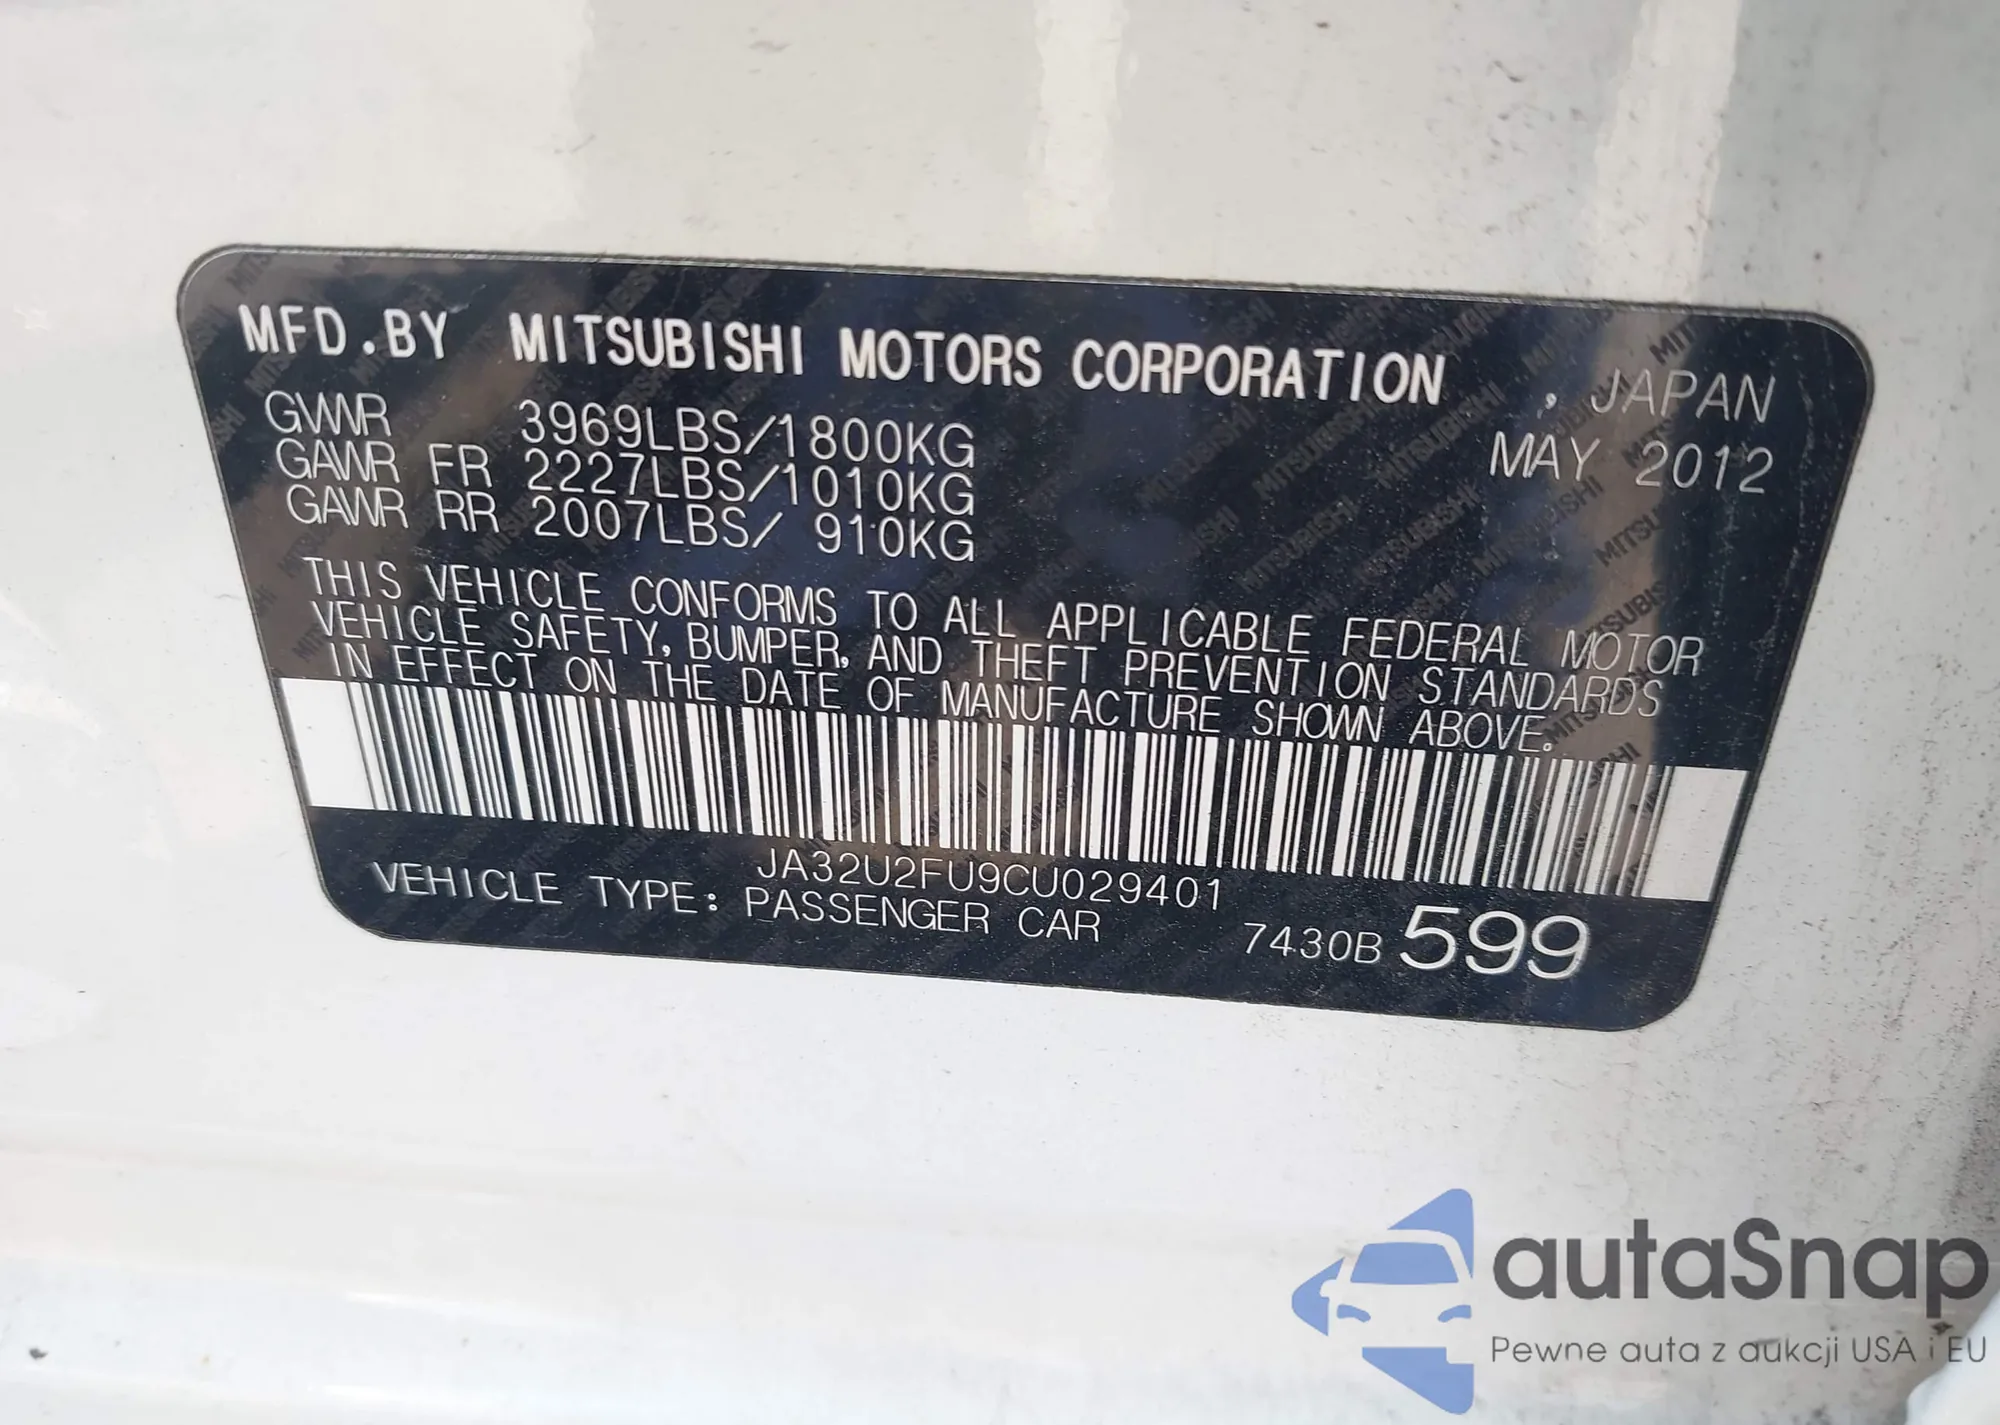 MFD.BY MITSUBISHI MOTORS CORPORATION , JAPAN
GVWR 3969LBS/1800KG MAY 2012
GAWR FR 2227LBS/1010KG
GAWR RR 2007LBS/ 910KG
THIS VEHICLE CONFORMS TO ALL APPLICABLE FEDERAL MOTOR
VEHICLE SAFETY, BUMPER, AND THEFT PREVENTION STANDARDS
IN EFFECT ON THE DATE OF MANUFACTURE SHOWN ABOVE.
JA32U2FU9CU029401
VEHICLE TYPE: PASSENGER CAR 7430B 599
autaSnap
Pewne auta z aukcji USA i EU